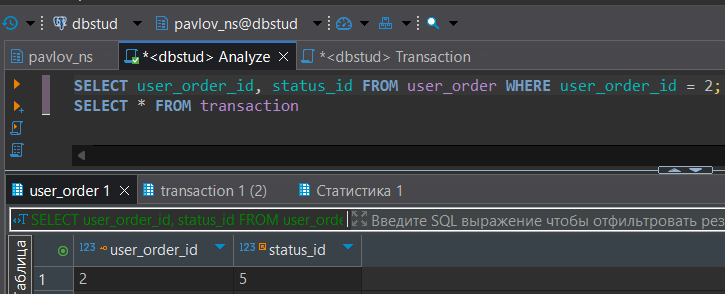 dbstud pavlov_ns@dbstud SQL
pavlov_ns *<dbstud> Analyze *<dbstud> Transaction
SELECT user_order_id, status_id FROM user_order WHERE user_order_id = 2;
SELECT * FROM transaction
user_order 1 transaction 1 (2) Статистика 1
SELECT user_order_id, status_id FROM user_orde Введите SQL выражение чтобы отфильтровать рез
аблица
123 user_order_id 123 status_id
1 2 5